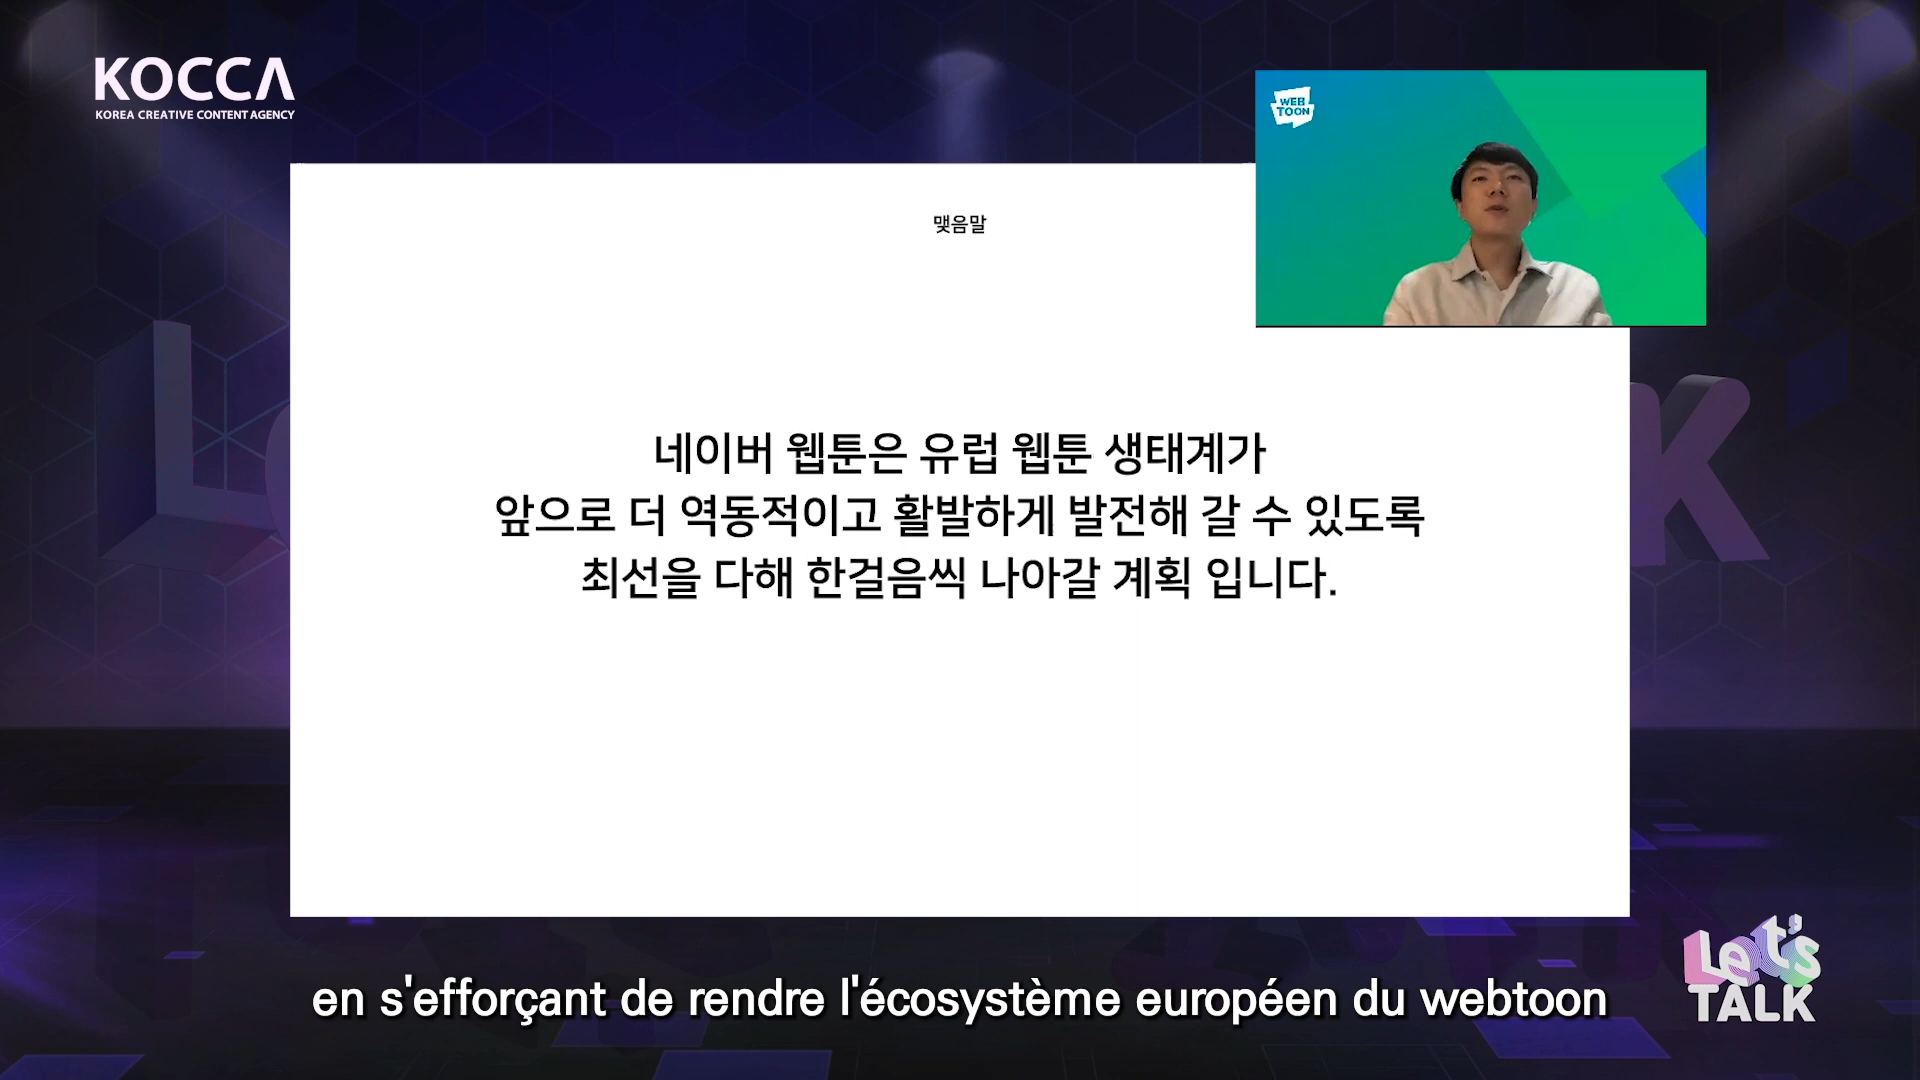 KOCCA
KOREA CREATIVE CONTENT AGENCY
WEB
TOON
맺음말
네이버 웹툰은 유럽 웹툰 생태계가
앞으로 더 역동적이고 활발하게 발전해 갈 수 있도록
최선을 다해 한걸음씩 나아갈 계획 입니다.
en s'efforçant de rendre l'écosystème européen du webtoon
Let's
TALK